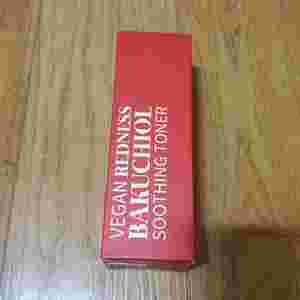 VEGAN REDNESS
BAKUCHIOL
SOOTHING TONER